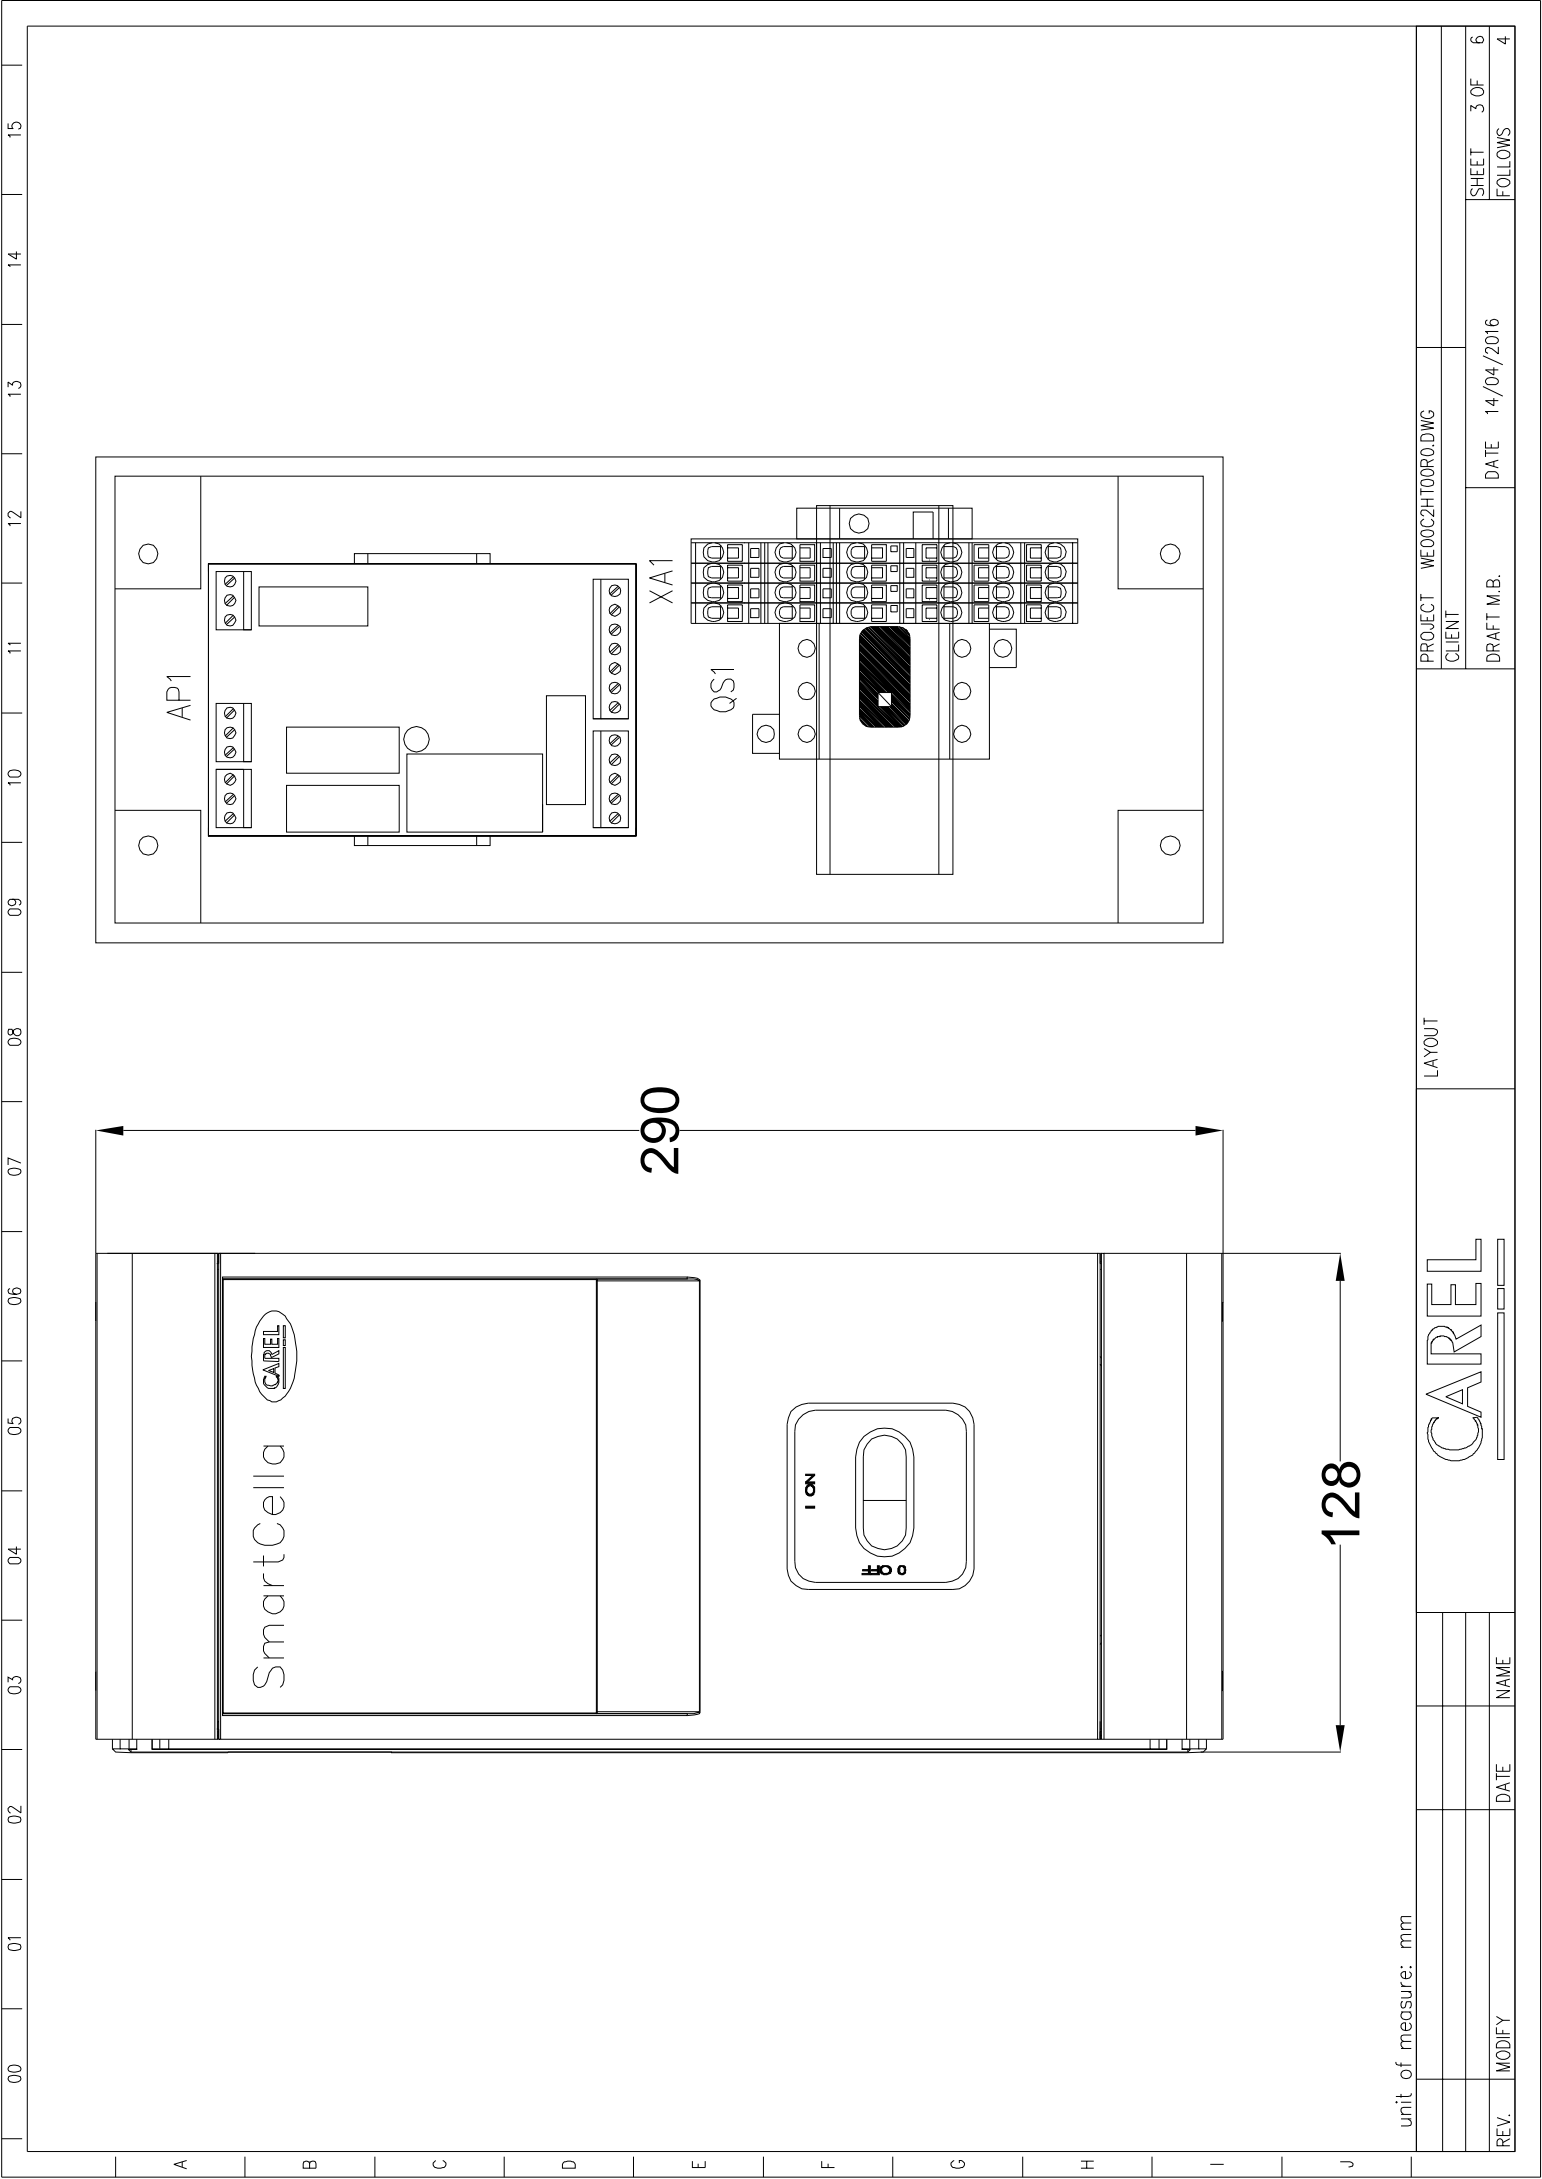 00 01 02 03 04 05 06 07 08 09 10 11 12 13 14 15
A
B
C
D
E
F
G
H
I
J
SmartCella
CAREL
I ON
0 OFF
290
128
AP1
QS1
XA1
unit of measure: mm
REV.
MODIFY
DATE
NAME
CAREL
LAYOUT
PROJECT WE00C2HT00R0.DWG
CLIENT
DRAFT M.B.
DATE 14/04/2016
SHEET 3 OF 6
FOLLOWS 4